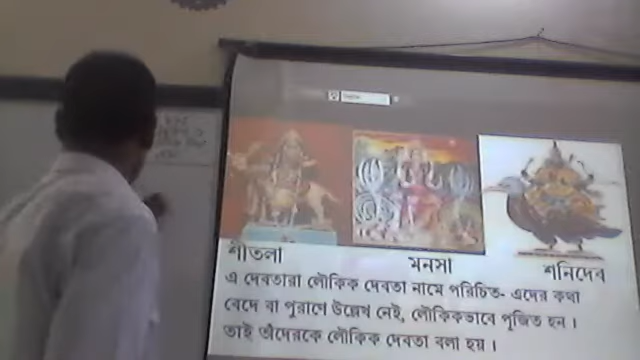 শীতলা
মনসা
শনিদেব
এ দেবতারা লৌকিক দেবতা নামে পরিচিত- এদের কথা
বেদে বা পুরাণে উল্লেখ নেই, লৌকিকভাবে পূজিত হন ।
তাই তাঁদেরকে লৌকিক দেবতা বলা হয় ।